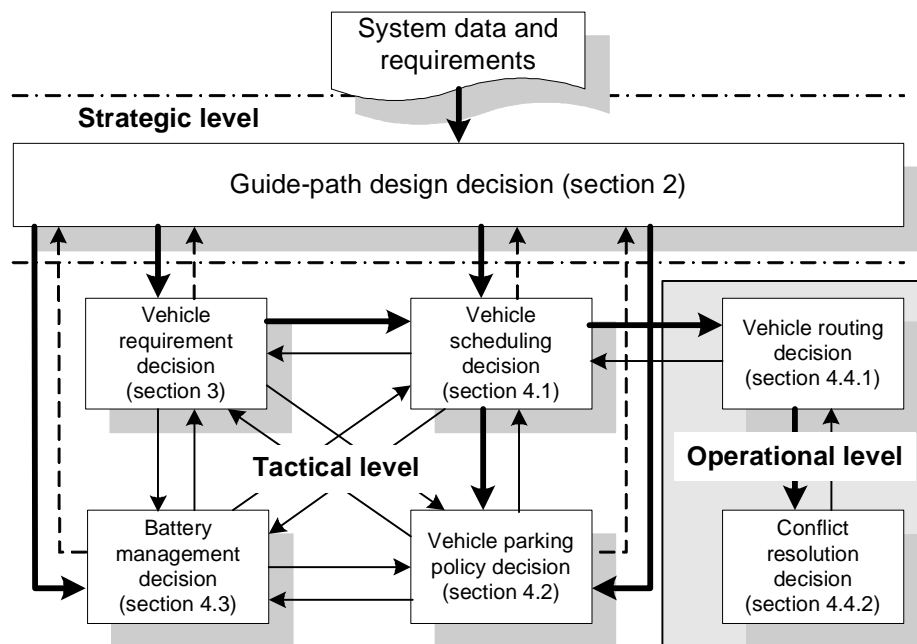 System data and
requirements
Strategic level
Guide-path design decision (section 2)
Vehicle
requirement
decision
(section 3)
Vehicle
scheduling
decision
(section 4.1)
Vehicle routing
decision
(section 4.4.1)
Tactical level
Operational level
Battery
management
decision
(section 4.3)
Vehicle parking
policy decision
(section 4.2)
Conflict
resolution
decision
(section 4.4.2)